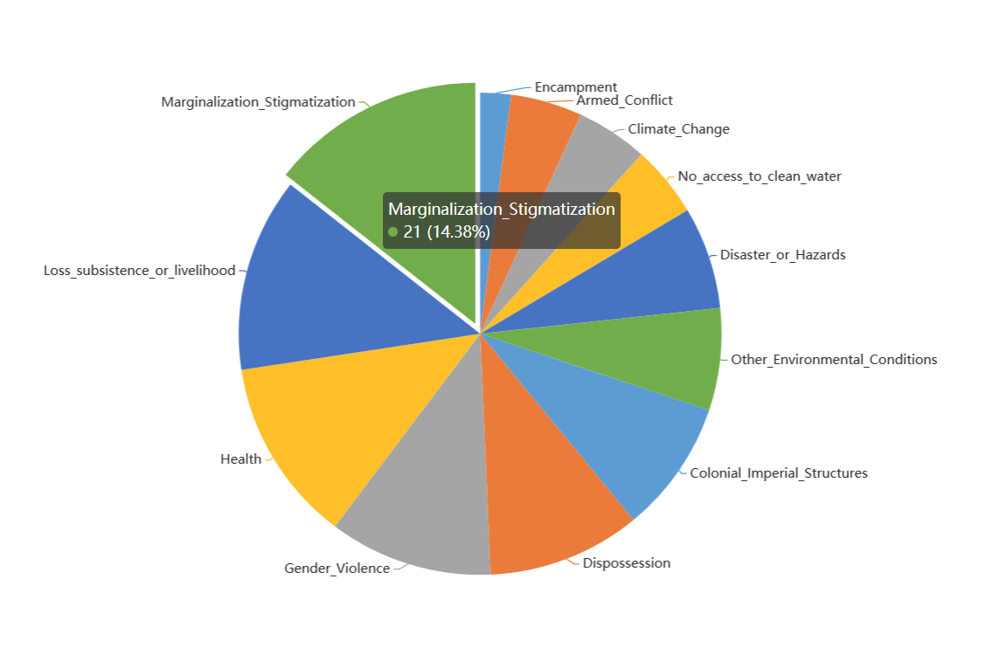 Encampment
Armed_Conflict
Marginalization_Stigmatization
Climate_Change
No_access_to_clean_water
Marginalization_Stigmatization
21 (14.38%)
Disaster_or_Hazards
Loss_subsistence_or_livelihood
Other_Environmental_Conditions
Health
Colonial_Imperial_Structures
Dispossession
Gender_Violence